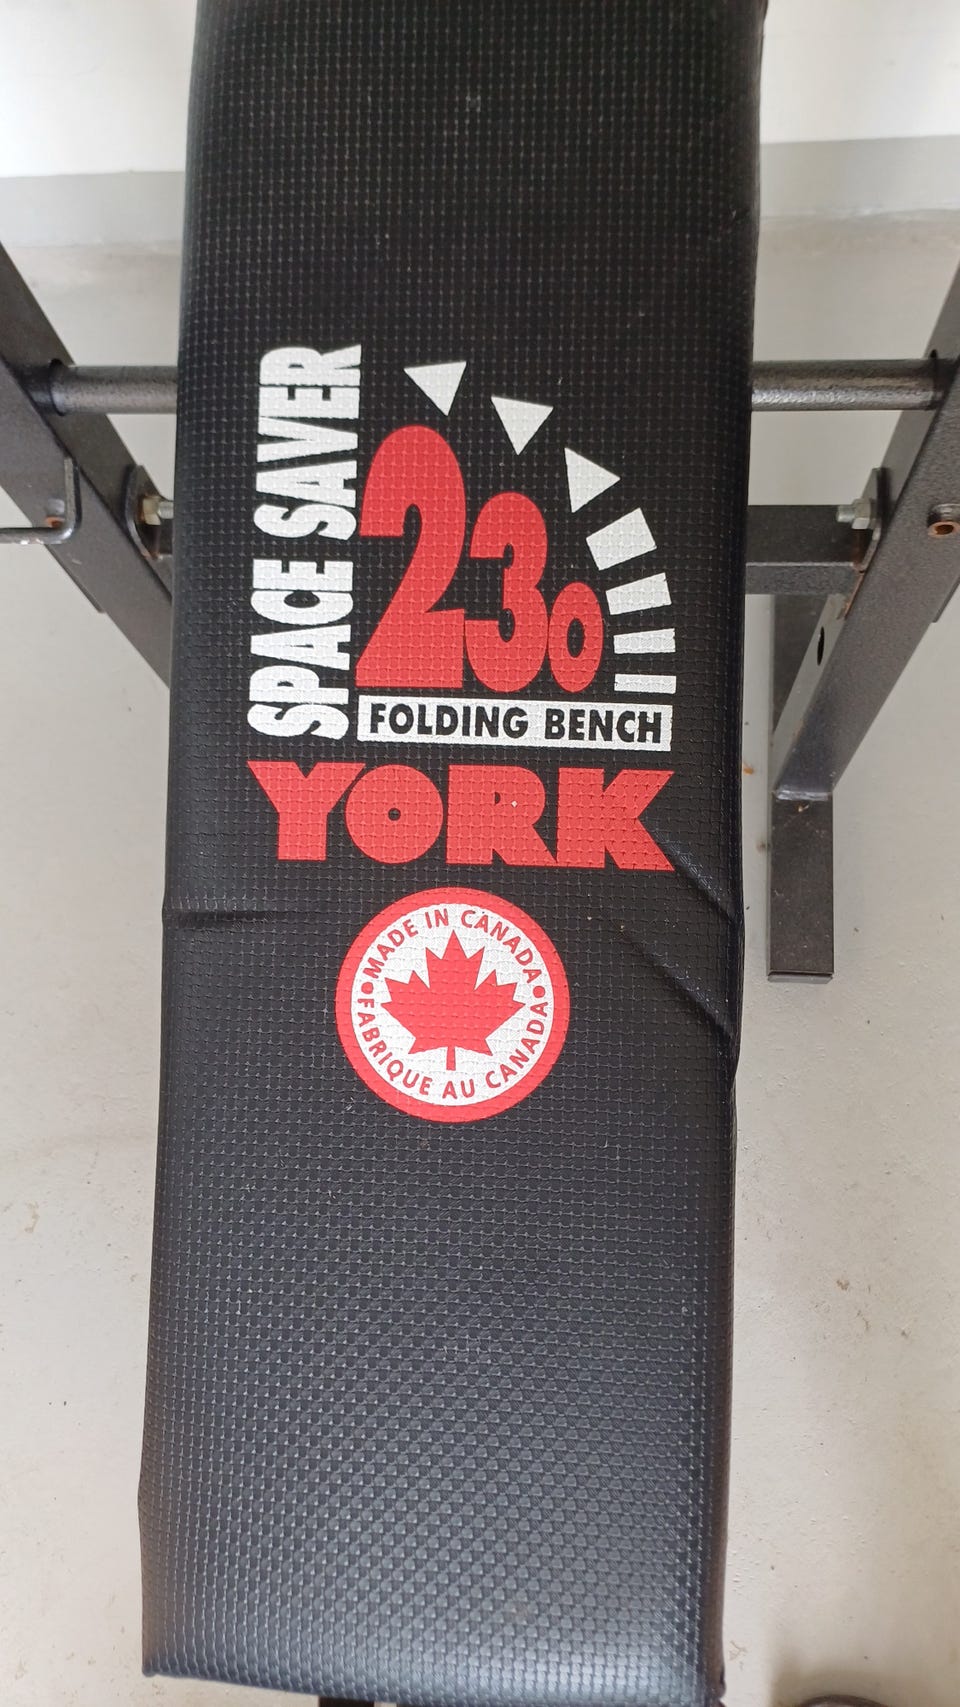 SPACE SAVER
230
FOLDING BENCH
YORK
MADE IN CANADA
FABRIQUE AU CANADA